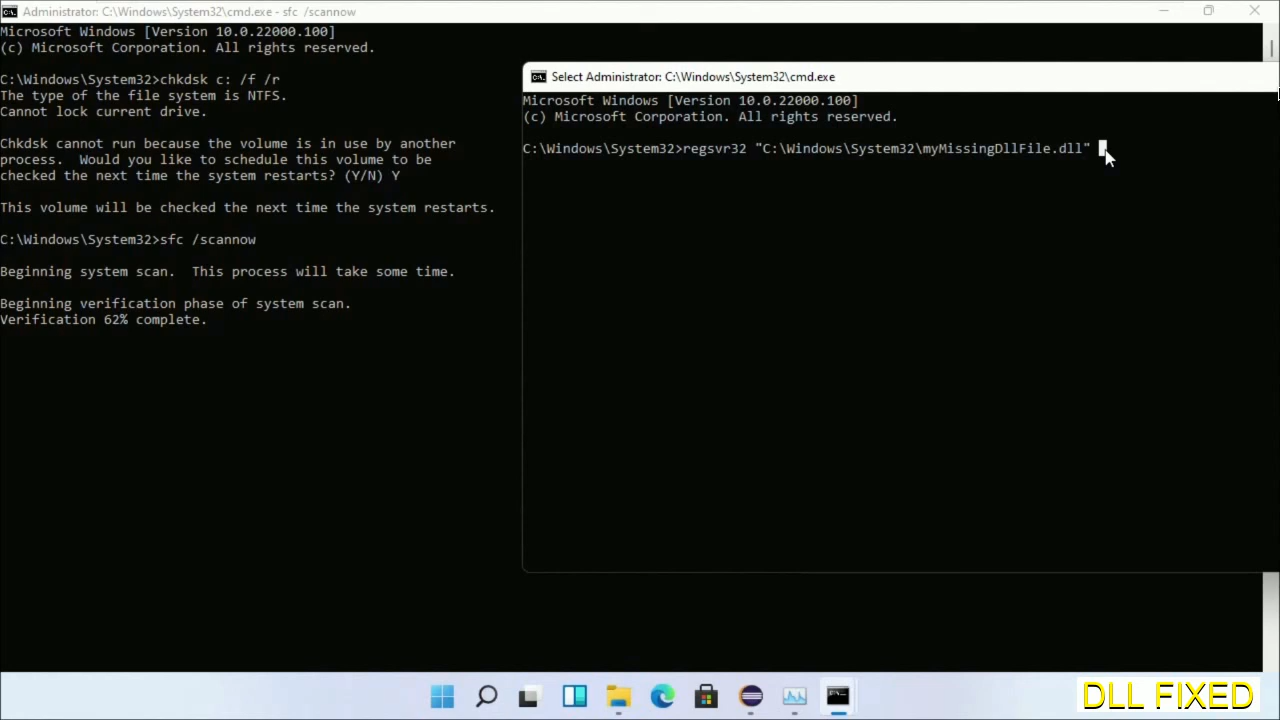 Administrator: C:\Windows\System32\cmd.exe - sfc /scannow
Microsoft Windows [Version 10.0.22000.100]
(c) Microsoft Corporation. All rights reserved.
C:\Windows\System32>chkdsk c: /f /r
The type of the file system is NTFS.
Cannot lock current drive.
Chkdsk cannot run because the volume is in use by another
process.  Would you like to schedule this volume to be
checked the next time the system restarts? (Y/N) Y
This volume will be checked the next time the system restarts.
C:\Windows\System32>sfc /scannow
Beginning system scan.  This process will take some time.
Beginning verification phase of system scan.
Verification 62% complete.
Select Administrator: C:\Windows\System32\cmd.exe
Microsoft Windows [Version 10.0.22000.100]
(c) Microsoft Corporation. All rights reserved.
C:\Windows\System32>regsvr32 "C:\Windows\System32\myMissingDllFile.dll"
DLL FIXED